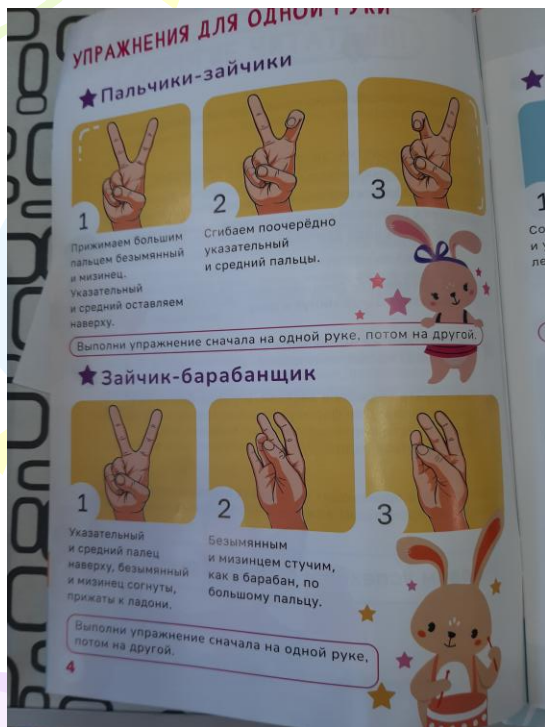 УПРАЖНЕНИЯ ДЛЯ ОДНОЙ РУКИ
Пальчики-зайчики
1
Прижимаем большим
пальцем безымянный
и мизинец.
Указательный
и средний оставляем
наверху.
2
Сгибаем поочерёдно
указательный
и средний пальцы.
3
Выполни упражнение сначала на одной руке, потом на другой.
Зайчик-барабанщик
1
Указательный
и средний палец
наверху, безымянный
и мизинец согнуты,
прижаты к ладони.
2
Безымянным
и мизинцем стучим,
как в барабан, по
большому пальцу.
3
Выполни упражнение сначала на одной руке,
потом на другой.
4